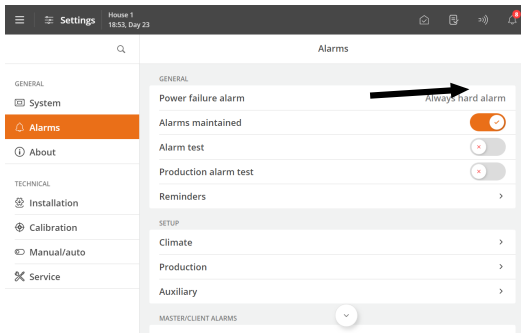 Settings
House 1
18:53, Day 23
8
Alarms
GENERAL
System
Alarms
About
TECHNICAL
Installation
Calibration
Manual/auto
Service
GENERAL
Power failure alarm Always hard alarm
Alarms maintained
Alarm test
Production alarm test
Reminders
SETUP
Climate
Production
Auxiliary
MASTER/CLIENT ALARMS